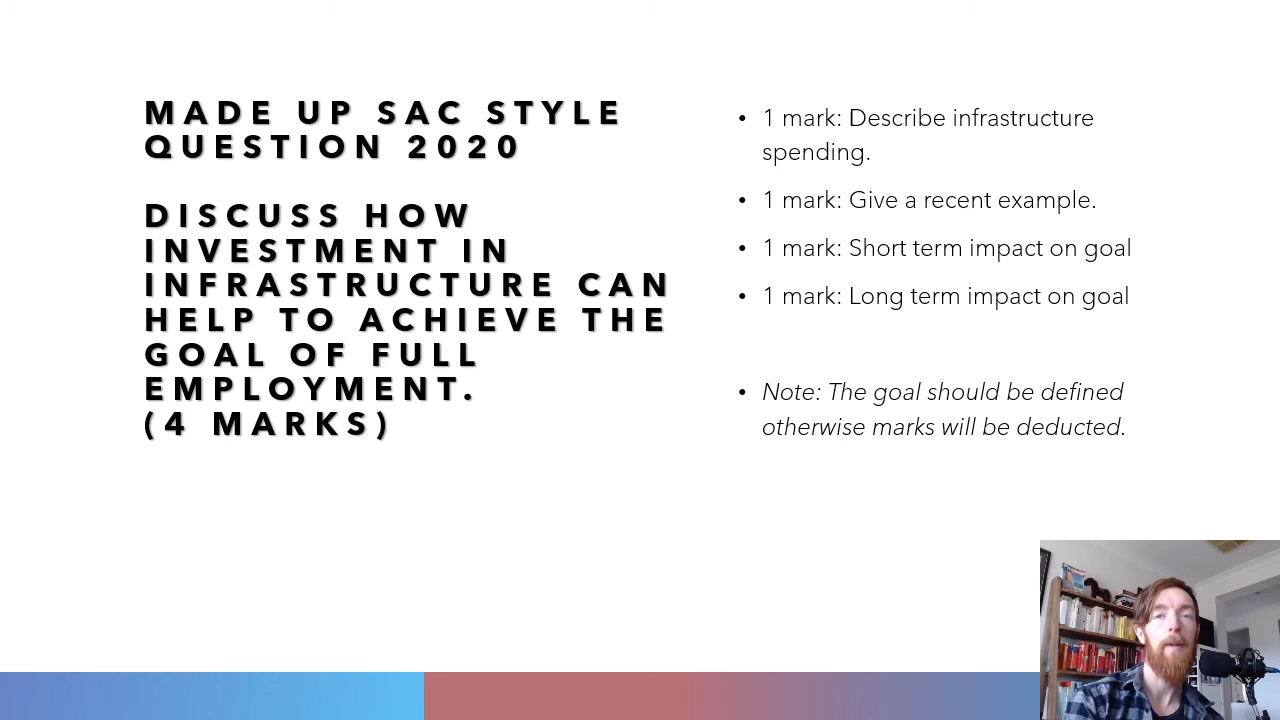 MADE UP SAC STYLE
QUESTION 2020
DISCUSS HOW
INVESTMENT IN
INFRASTRUCTURE CAN
HELP TO ACHIEVE THE
GOAL OF FULL
EMPLOYMENT.
(4 MARKS)
• 1 mark: Describe infrastructure
spending.
• 1 mark: Give a recent example.
• 1 mark: Short term impact on goal
• 1 mark: Long term impact on goal
• Note: The goal should be defined
otherwise marks will be deducted.